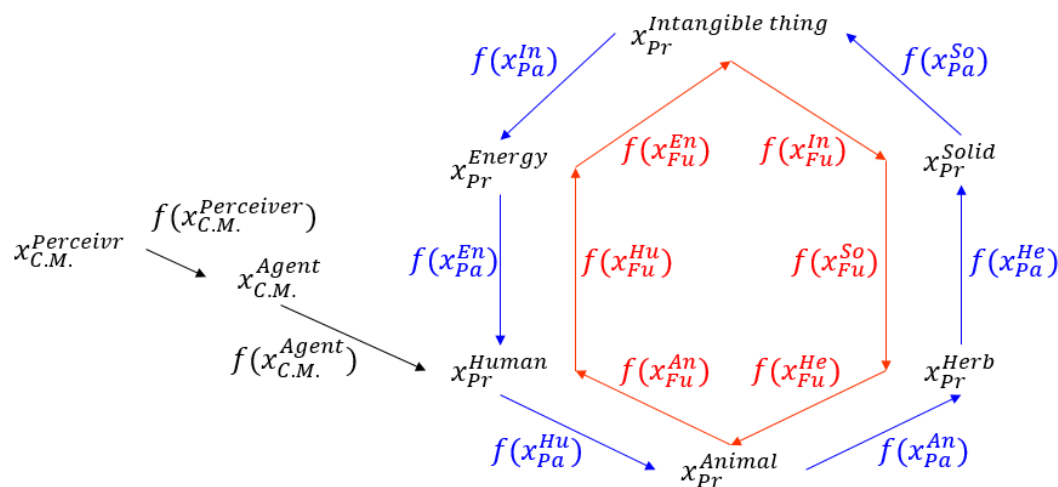 x_{Pr}^{Intangible thing}
f(x_{Pa}^{In})
f(x_{Pa}^{So})
f(x_{Fu}^{En})
f(x_{Fu}^{In})
x_{Pr}^{Energy}
x_{Pr}^{Solid}
f(x_{C.M.}^{Perceiver})
x_{C.M.}^{Perceivr}
f(x_{Pa}^{En})
f(x_{Fu}^{Hu})
f(x_{Fu}^{So})
f(x_{Pa}^{He})
x_{C.M.}^{Agent}
f(x_{C.M.}^{Agent})
x_{Pr}^{Human}
f(x_{Fu}^{An})
f(x_{Fu}^{He})
x_{Pr}^{Herb}
f(x_{Pa}^{Hu})
x_{Pr}^{Animal}
f(x_{Pa}^{An})